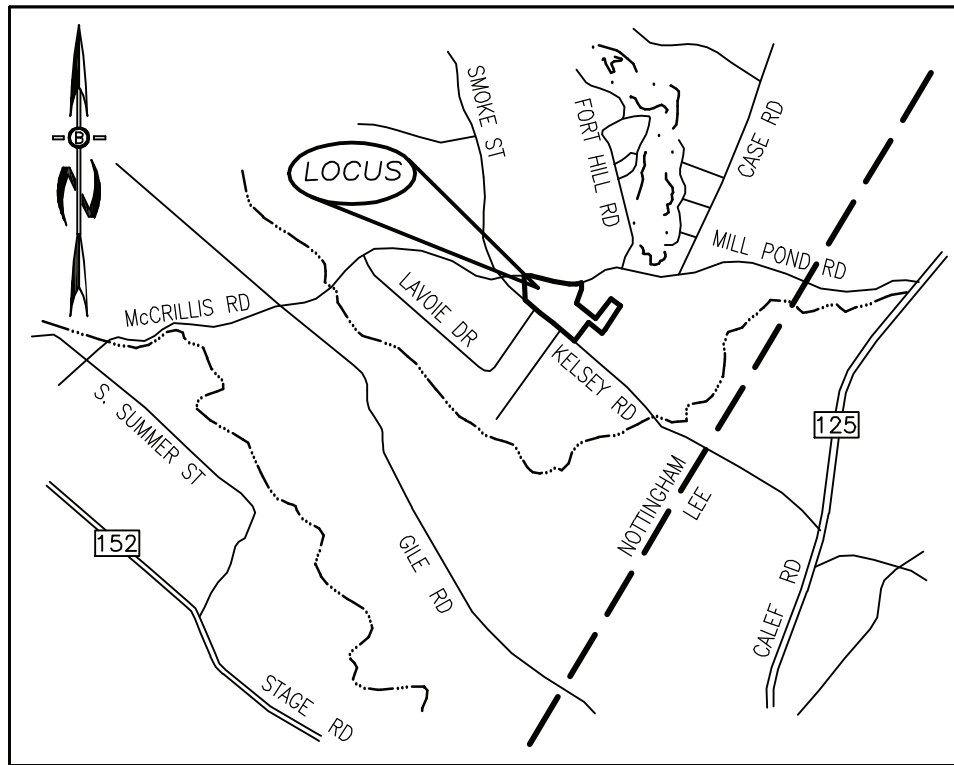 SMOKE ST
FORT HILL RD
CASE RD
B
N
LOCUS
MILL POND RD
McCRILLIS RD
LAVOIE DR
KELSEY RD
S. SUMMER ST
125
152
NOTTINGHAM
LEE
GILE RD
CALEF RD
STAGE RD